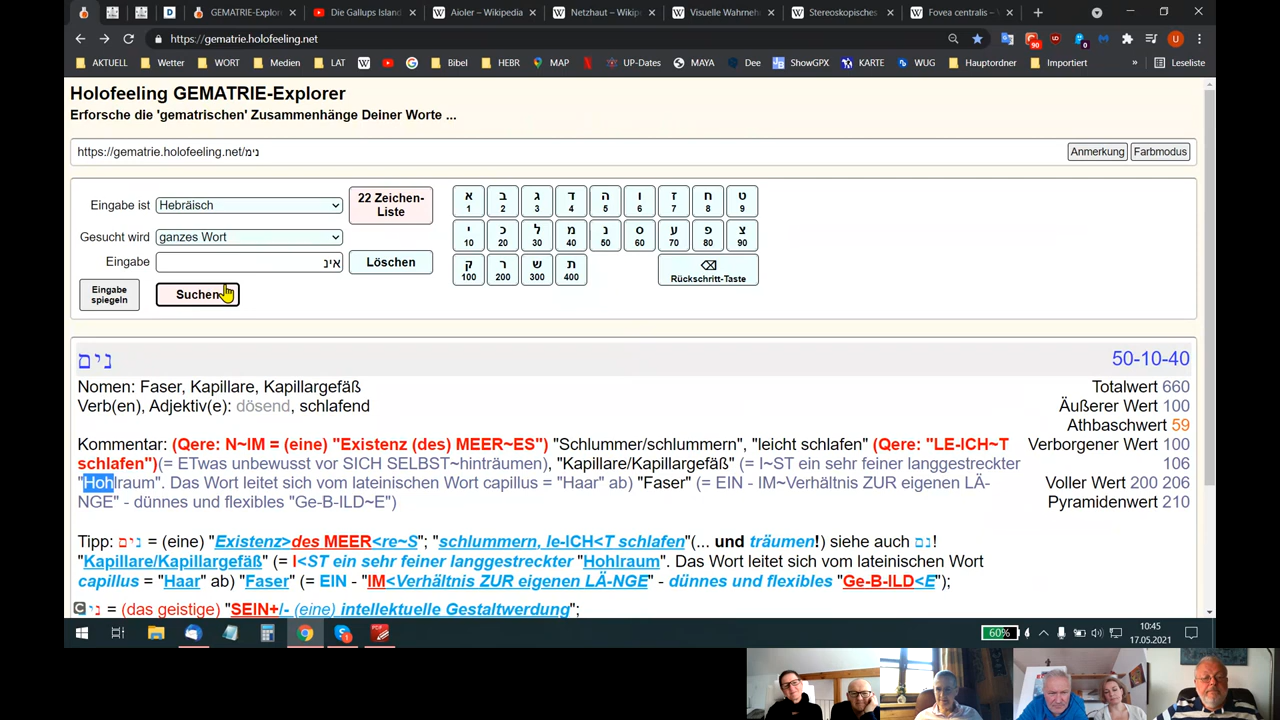 GEMATRIE-Explor
Die Gallups Island
Aioler – Wikipedia
Netzhaut – Wikip
Visuelle Wahrneh
Stereoskopisches
Fovea centralis –
https://gematrie.holofeeling.net
AKTUELL Wetter WORT Medien LAT Bibel HEBR MAP UP-Dates MAYA Dee ShowGPX KARTE WUG Hauptordner Importiert » Leseliste
Holofeeling GEMATRIE-Explorer
Erforsche die 'gematrischen' Zusammenhänge Deiner Worte ...
https://gematrie.holofeeling.net/נימ
Anmerkung Farbmodus
Eingabe ist Hebräisch
22 Zeichen-
Liste
Gesucht wird ganzes Wort
Eingabe אינ
Löschen
Eingabe
spiegeln
Suchen
א ב ג ד ה ו ז ח ט
1 2 3 4 5 6 7 8 9
י כ ל מ נ ס ע פ צ
10 20 30 40 50 60 70 80 90
ק ר ש ת
100 200 300 400
Rückschritt-Taste
נים 50-10-40
Nomen: Faser, Kapillare, Kapillargefäß
Totalwert 660
Verb(en), Adjektiv(e): dösend, schlafend
Äußerer Wert 100
Athbaschwert 59
Kommentar: (Qere: N~IM = (eine) "Existenz (des) MEER~ES") "Schlummer/schlummern", "leicht schlafen" (Qere: "LE-ICH~T
Verborgener Wert 100
schlafen")(= ETwas unbewusst vor SICH SELBST~hinträumen), "Kapillare/Kapillargefäß" (= I~ST ein sehr feiner langgestreckter
106
"Hohlraum". Das Wort leitet sich vom lateinischen Wort capillus = "Haar" ab) "Faser" (= EIN - IM~Verhältnis ZUR eigenen LÄ-
Voller Wert 200 206
NGE" - dünnes und flexibles "Ge-B-ILD~E")
Pyramidenwert 210
Tipp: נים = (eine) "Existenz>des MEER<re~S"; "schlummern, le-ICH<T schlafen"(... und träumen!) siehe auch נם!
"Kapillare/Kapillargefäß" (= I<ST ein sehr feiner langgestreckter "Hohlraum". Das Wort leitet sich vom lateinischen Wort
capillus = "Haar" ab) "Faser" (= EIN - "IM<Verhältnis ZUR eigenen LÄ-NGE" - dünnes und flexibles "Ge-B-ILD<E");
C ני = (das geistige) "SEIN+/- (eine) intellektuelle Gestaltwerdung";
60%
10:45
17.05.2021